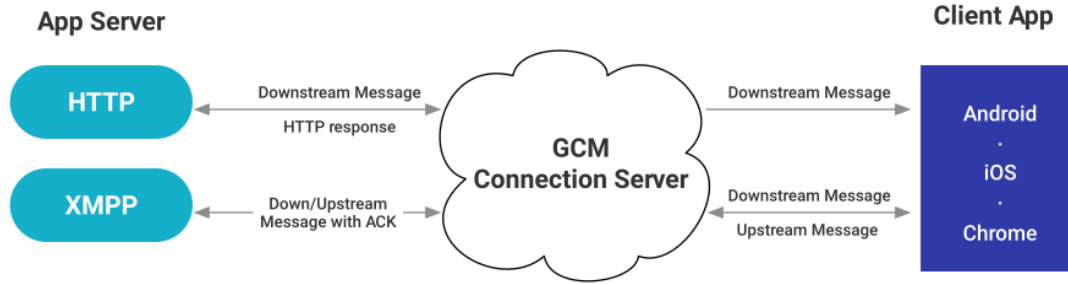 App Server
Client App
HTTP
Downstream Message
HTTP response
GCM
Connection Server
Downstream Message
Android
.
iOS
.
Chrome
XMPP
Down/Upstream
Message with ACK
Downstream Message
Upstream Message